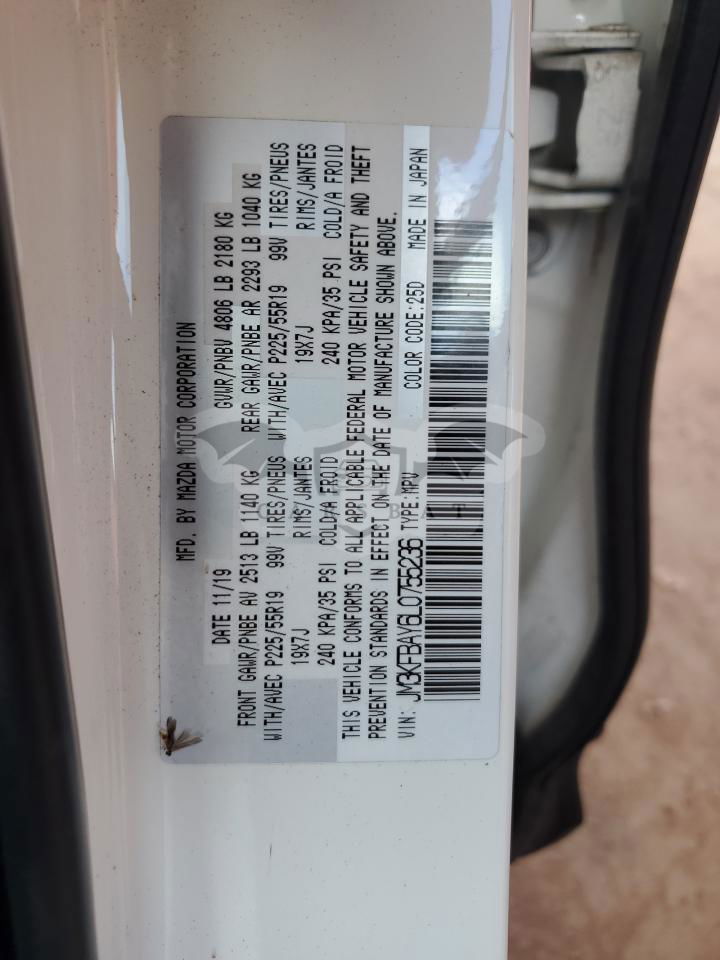 MFD. BY MAZDA MOTOR CORPORATION
DATE 11/19 GVWR/PNBV 4806 LB 2180 KG
FRONT GAWR/PNBE AV 2513 LB 1140 KG REAR GAWR/PNBE AR 2293 LB 1040 KG
WITH/AVEC P225/55R19 99V TIRES/PNEUS WITH/AVEC P225/55R19 99V TIRES/PNEUS
19X7J RIMS/JANTES 19X7J RIMS/JANTES
240 KPA/35 PSI COLD/A FROID 240 KPA/35 PSI COLD/A FROID
THIS VEHICLE CONFORMS TO ALL APPLICABLE FEDERAL MOTOR VEHICLE SAFETY AND THEFT
PREVENTION STANDARDS IN EFFECT ON THE DATE OF MANUFACTURE SHOWN ABOVE.
VIN: JM3KFBAY6L0755236 TYPE:MPV COLOR CODE:25D MADE IN JAPAN